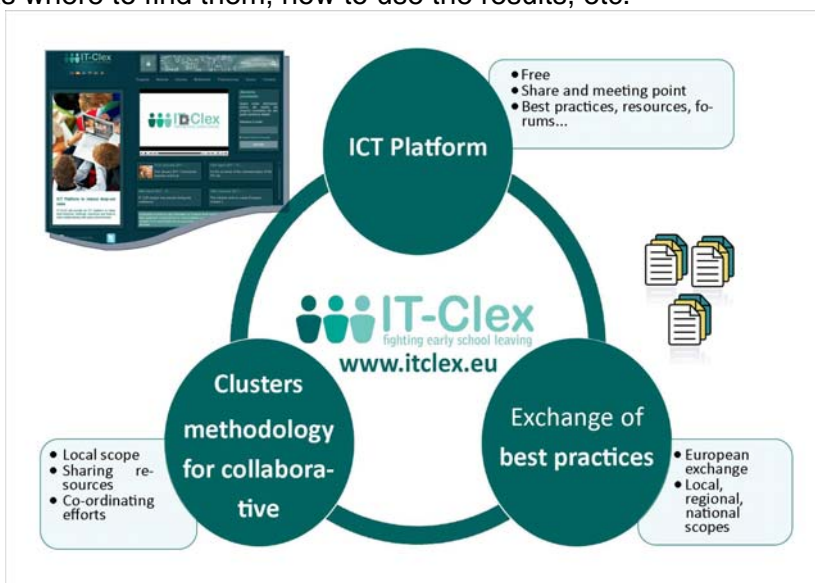 where to find them, how to use the results, etc.
IT-Clex
ICT Platform
• Free
• Share and meeting point
• Best practices, resources, fo-
rums...
IT-Clex
fighting early school leaving
www.itclex.eu
Clusters
methodology
for collabora-
tive
• Local scope
• Sharing re-
sources
• Co-ordinating
efforts
Exchange of
best practices
• European
exchange
• Local,
regional,
national
scopes